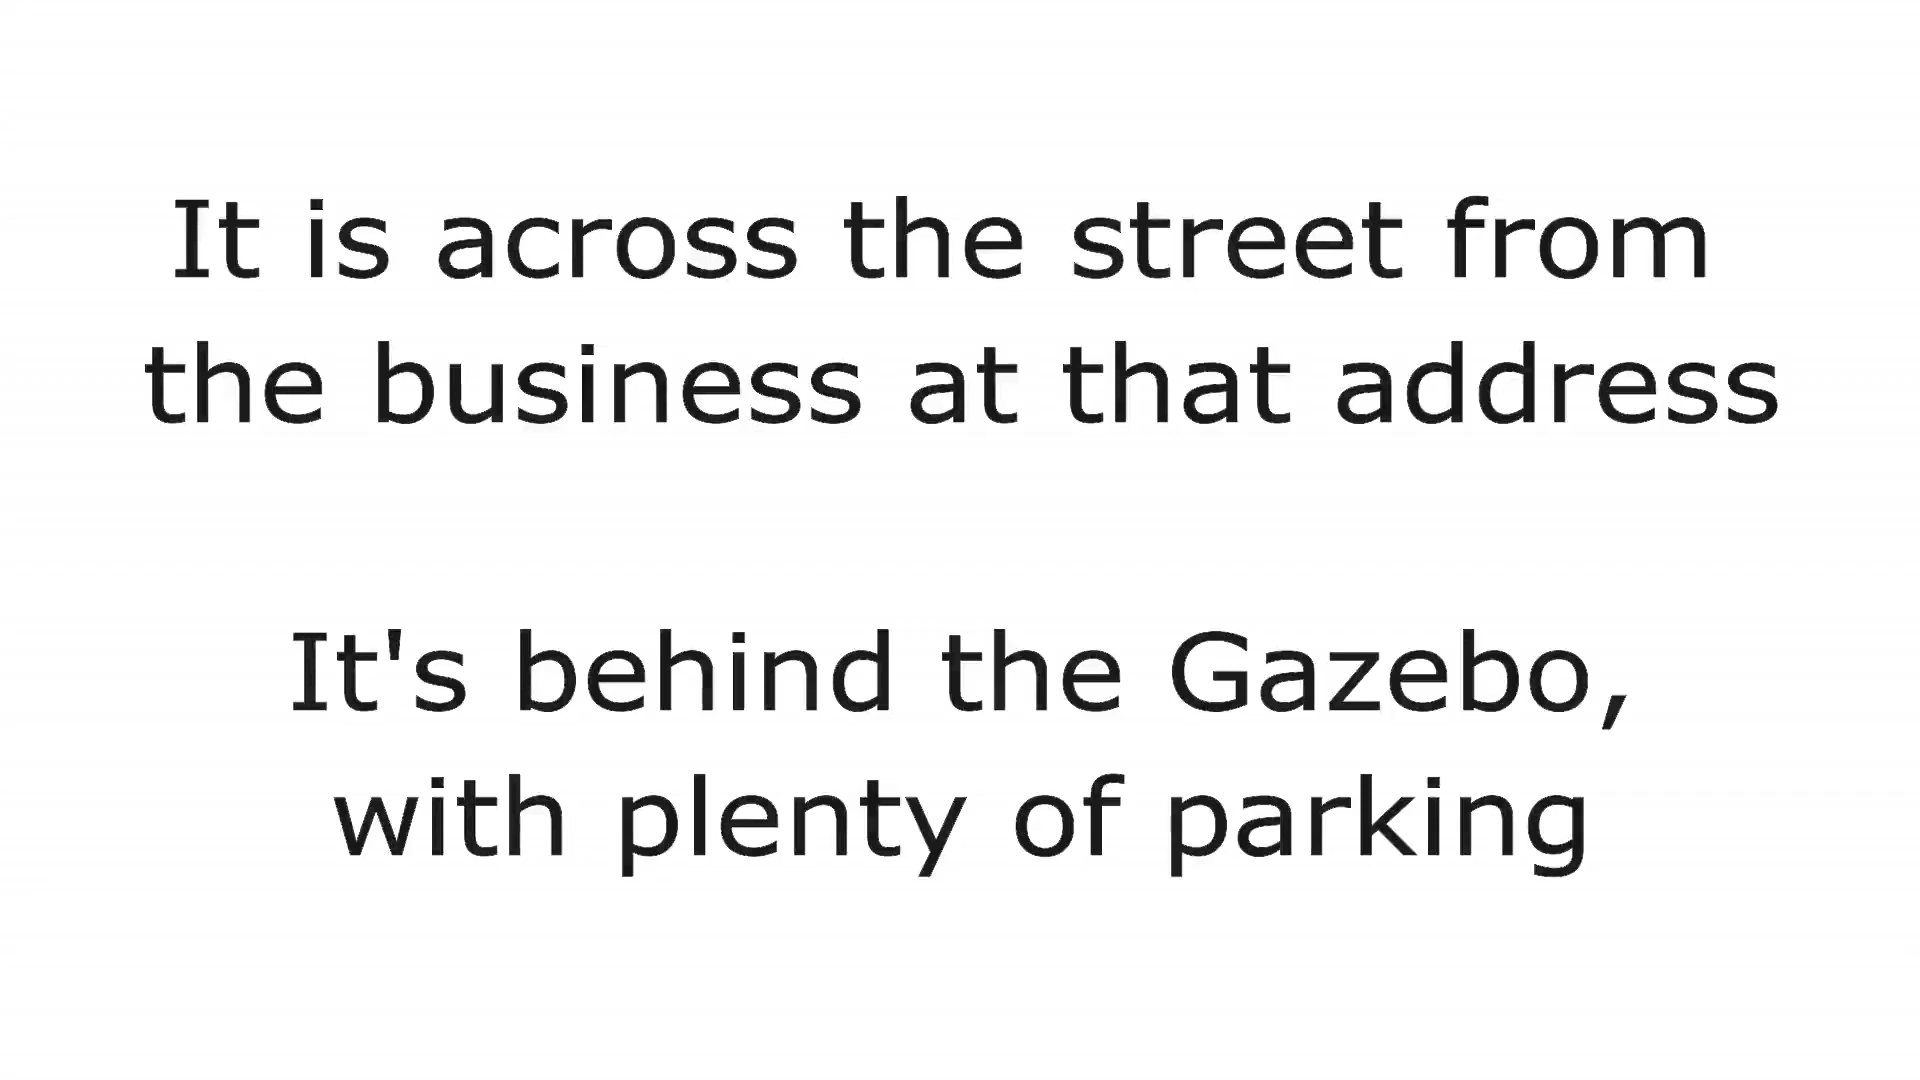 It is across the street from
the business at that address
It's behind the Gazebo,
with plenty of parking